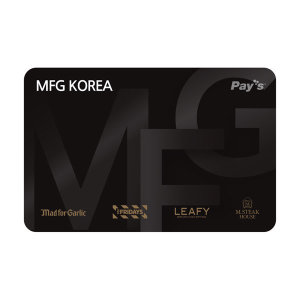 MFG KOREA
Pay's
MFG
Mad for Garlic
FRIDAYS
LEAFY
M.STEAK
HOUSE